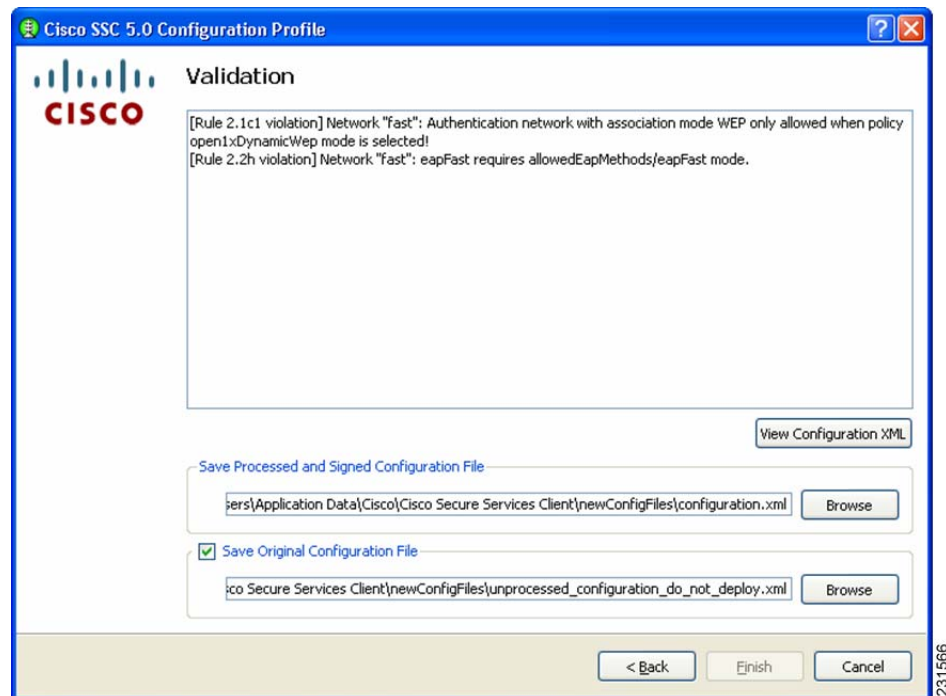 Cisco SSC 5.0 Configuration Profile
CISCO
Validation
[Rule 2.1c1 violation] Network "fast": Authentication network with association mode WEP only allowed when policy
open1xDynamicWep mode is selected!
[Rule 2.2h violation] Network "fast": eapFast requires allowedEapMethods/eapFast mode.
View Configuration XML
Save Processed and Signed Configuration File
sers\Application Data\Cisco\Cisco Secure Services Client\newConfigFiles\configuration.xml
Browse
Save Original Configuration File
sco Secure Services Client\newConfigFiles\unprocessed_configuration_do_not_deploy.xml
Browse
< Back
Finish
Cancel
231566